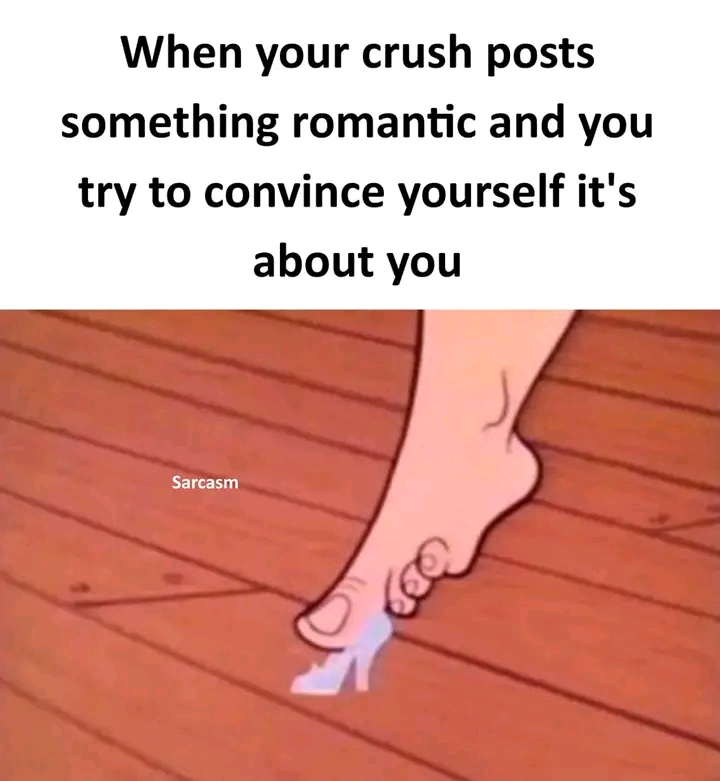 When your crush posts
something romantic and you
try to convince yourself it's
about you
Sarcasm